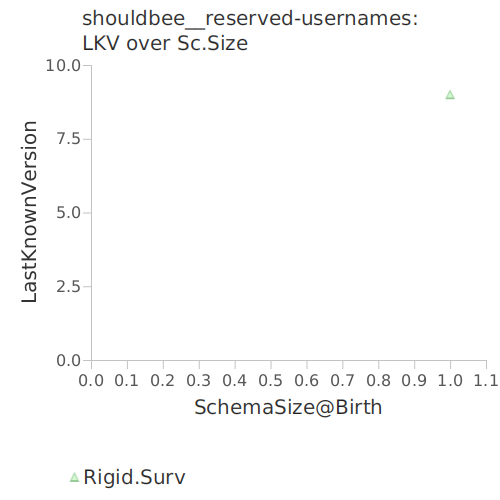 shouldbee__reserved-usernames:
LKV over Sc.Size
10.0
7.5
5.0
2.5
0.0
LastKnownVersion
0.0 0.1 0.2 0.3 0.4 0.5 0.6 0.7 0.8 0.9 1.0 1.1
SchemaSize@Birth
Rigid.Surv